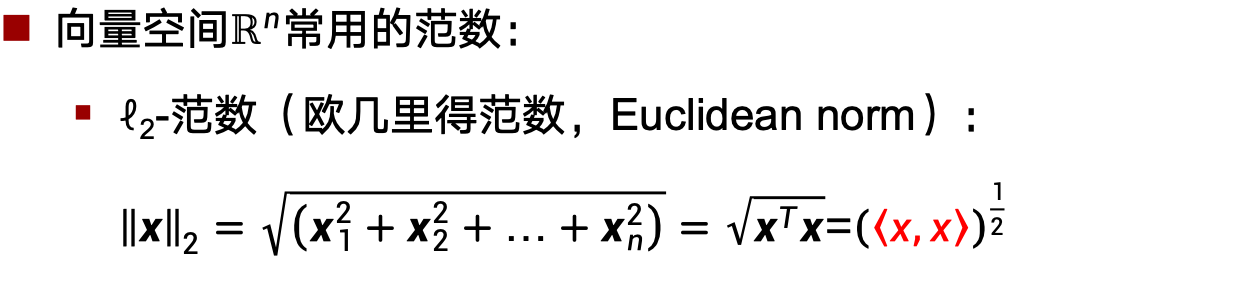 ■ 向量空间ℝⁿ常用的范数：
▪ ℓ₂-范数（欧几里得范数，Euclidean norm）：
‖x‖₂ = √(x₁² + x₂² + … + xₙ²) = √xᵀx=(⟨x, x⟩)^(1/2)